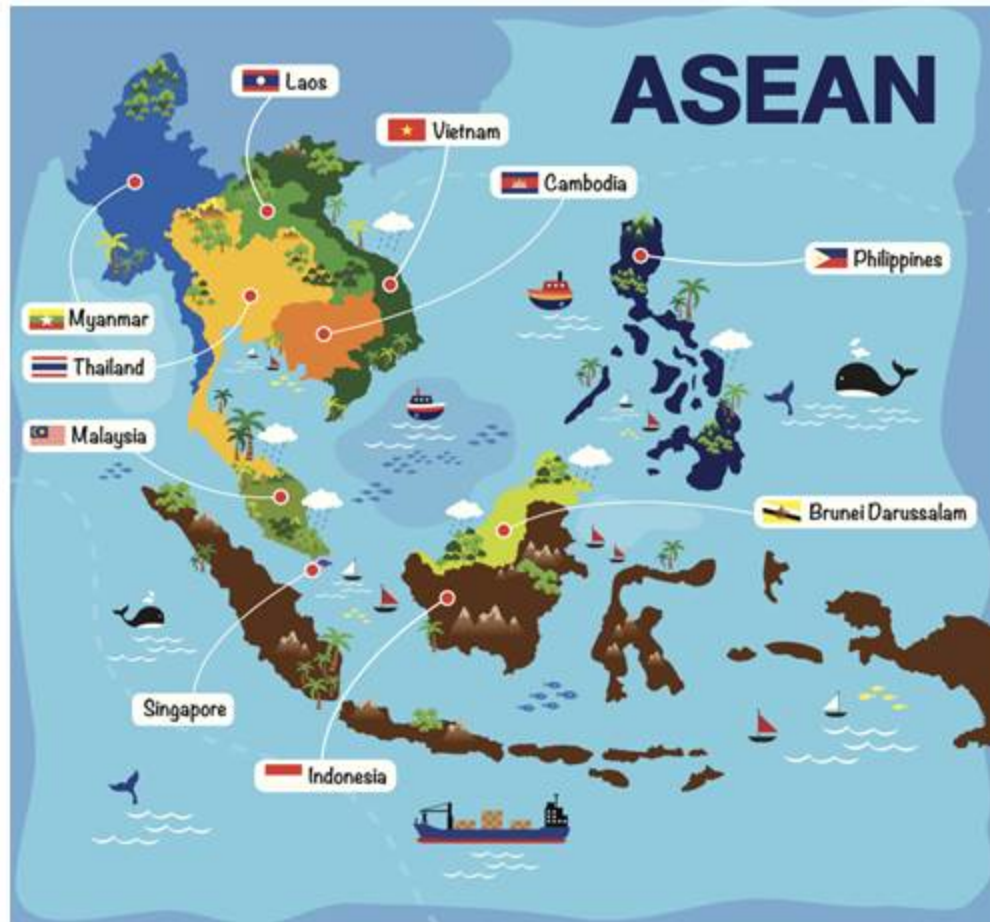 ASEAN
Laos
Vietnam
Cambodia
Philippines
Myanmar
Thailand
Malaysia
Brunei Darussalam
Singapore
Indonesia